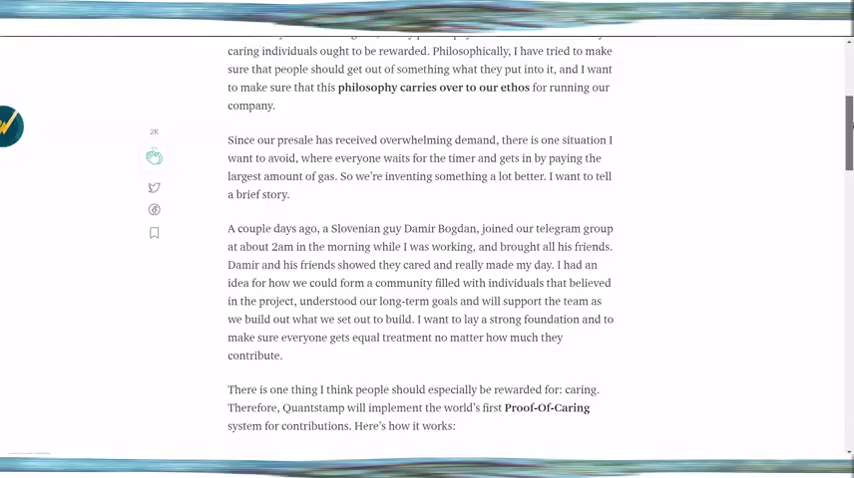 caring individuals ought to be rewarded. Philosophically, I have tried to make
sure that people should get out of something what they put into it, and I want
to make sure that this philosophy carries over to our ethos for running our
company.
2K
Since our presale has received overwhelming demand, there is one situation I
want to avoid, where everyone waits for the timer and gets in by paying the
largest amount of gas. So we’re inventing something a lot better. I want to tell
a brief story.
A couple days ago, a Slovenian guy Damir Bogdan, joined our telegram group
at about 2am in the morning while I was working, and brought all his friends.
Damir and his friends showed they cared and really made my day. I had an
idea for how we could form a community filled with individuals that believed
in the project, understood our long-term goals and will support the team as
we build out what we set out to build. I want to lay a strong foundation and to
make sure everyone gets equal treatment no matter how much they
contribute.
There is one thing I think people should especially be rewarded for: caring.
Therefore, Quantstamp will implement the world’s first Proof-Of-Caring
system for contributions. Here’s how it works: